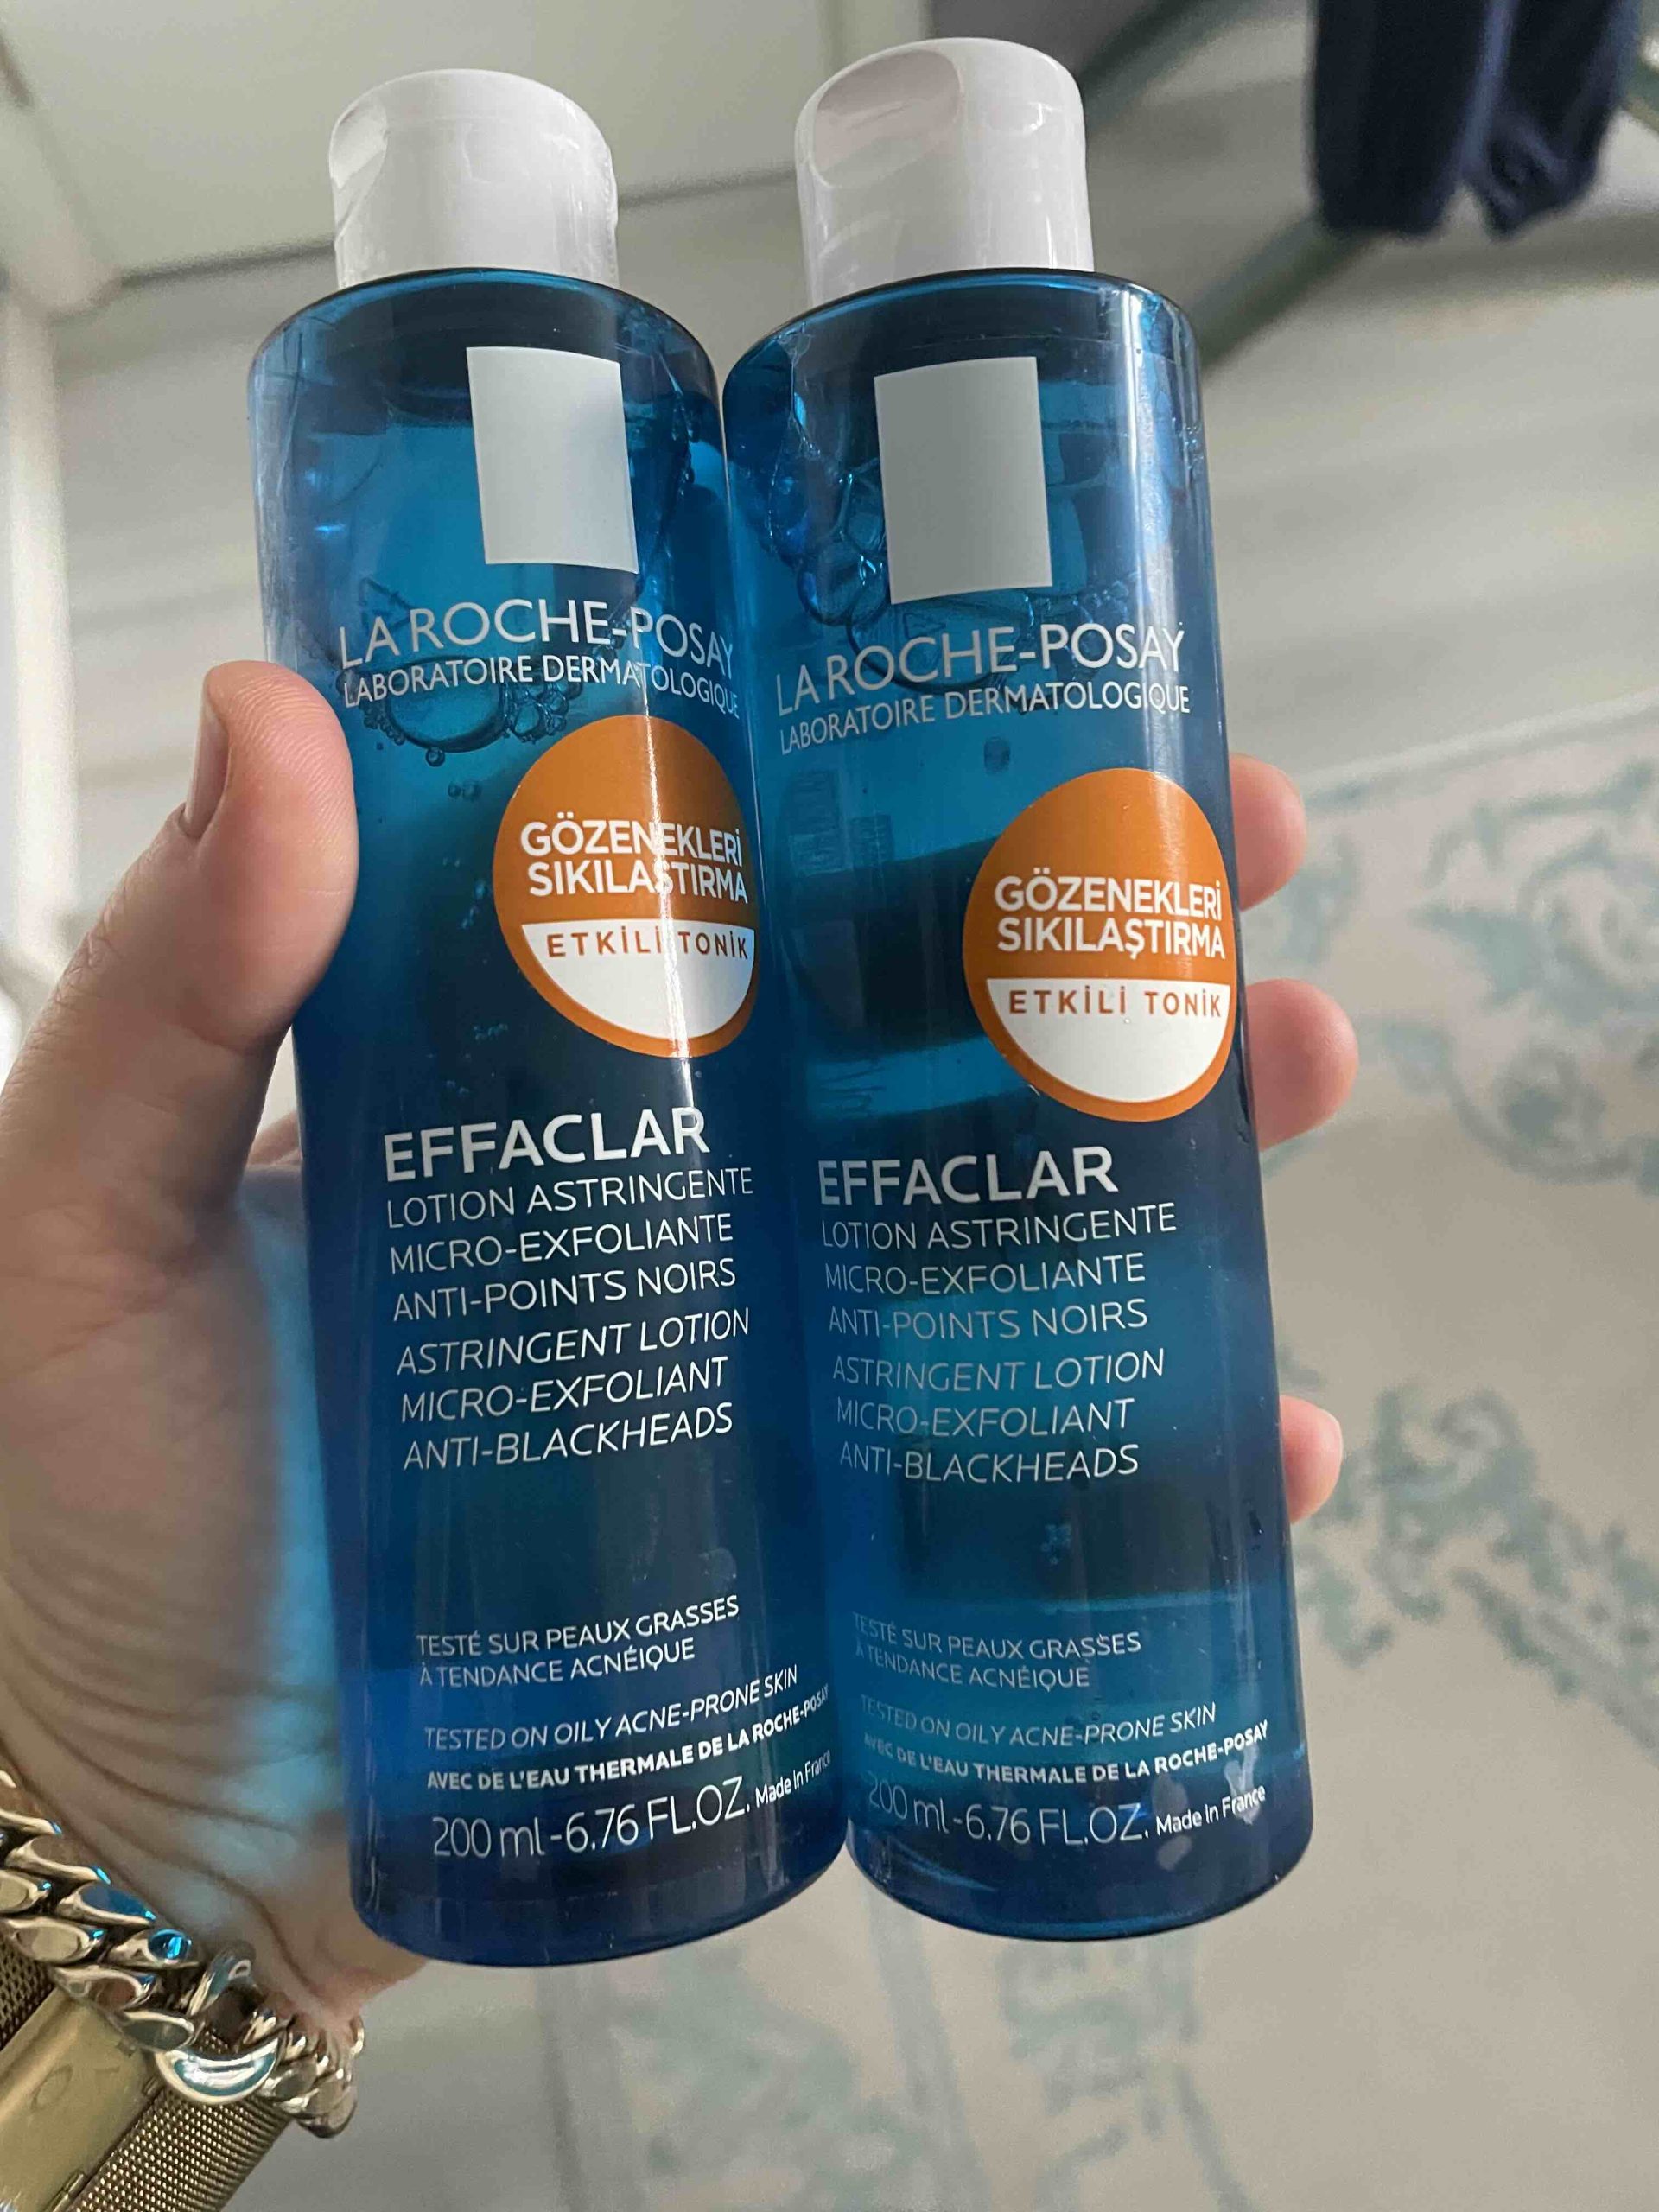 LA ROCHE-POSAY
LABORATOIRE DERMATOLOGIQUE
GÖZENEKLERİ
SIKILAŞTIRMA
ETKİLİ TONİK
EFFACLAR
LOTION ASTRINGENTE
MICRO-EXFOLIANTE
ANTI-POINTS NOIRS
ASTRINGENT LOTION
MICRO-EXFOLIANT
ANTI-BLACKHEADS
TESTÉ SUR PEAUX GRASSES
À TENDANCE ACNÉIQUE
TESTED ON OILY ACNE-PRONE SKIN
AVEC DE L'EAU THERMALE DE LA ROCHE-POSAY
200 ml - 6.76 FL.OZ. Made in France
LA ROCHE-POSAY
LABORATOIRE DERMATOLOGIQUE
GÖZENEKLERİ
SIKILAŞTIRMA
ETKİLİ TONİK
EFFACLAR
LOTION ASTRINGENTE
MICRO-EXFOLIANTE
ANTI-POINTS NOIRS
ASTRINGENT LOTION
MICRO-EXFOLIANT
ANTI-BLACKHEADS
TESTÉ SUR PEAUX GRASSES
À TENDANCE ACNÉIQUE
TESTED ON OILY ACNE-PRONE SKIN
AVEC DE L'EAU THERMALE DE LA ROCHE-POSAY
200 ml - 6.76 FL.OZ. Made in France